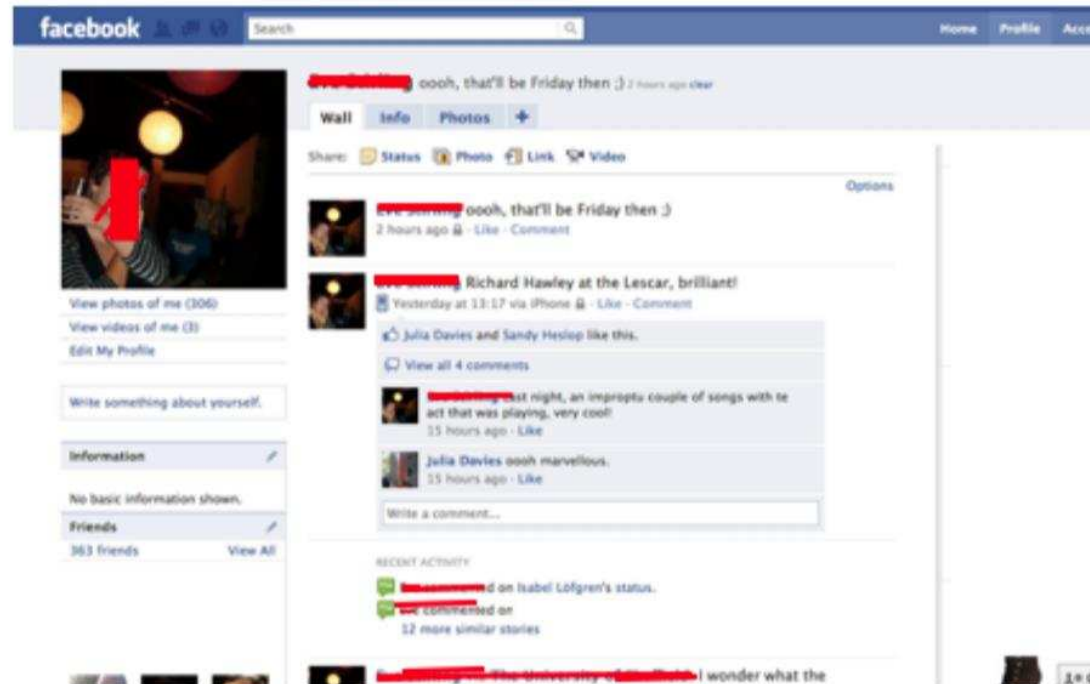 facebook
Search
Home Profile
oooh, that'll be Friday then ;) 2 hours ago clear
Wall Info Photos +
Share: Status Photo Link Video
Options
oooh, that'll be Friday then ;)
2 hours ago · Like · Comment
Richard Hawley at the Lescar, brilliant!
Yesterday at 13:17 via iPhone · Like · Comment
Julia Davies and Sandy Heslop like this.
View all 4 comments
ast night, an improptu couple of songs with te
act that was playing, very cool!
15 hours ago · Like
Julia Davies oooh marvellous.
15 hours ago · Like
Write a comment...
RECENT ACTIVITY
on Isabel Löfgren's status.
commented on
12 more similar stories
I wonder what the
View photos of me (306)
View videos of me (3)
Edit My Profile
Write something about yourself.
Information
No basic information shown.
Friends
363 friends View All